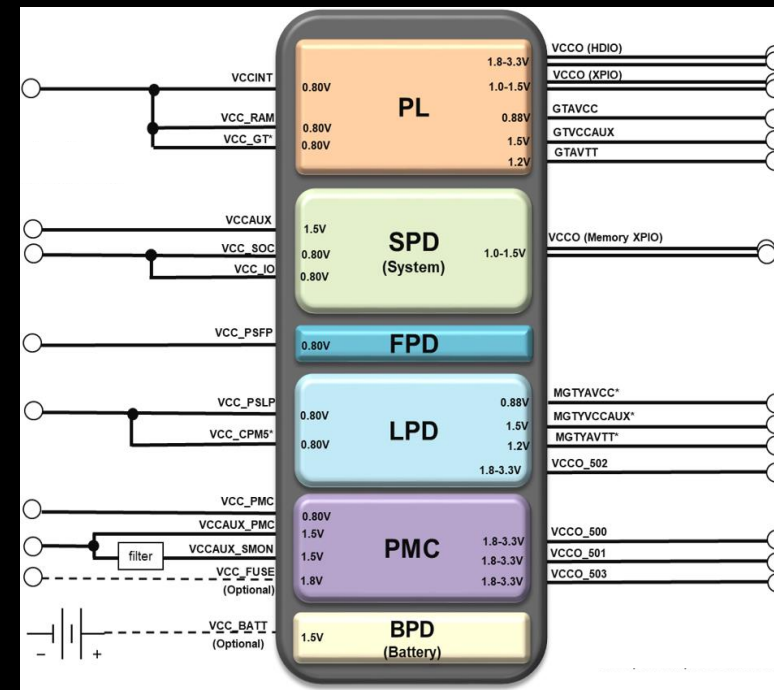 VCCINT
0.80V
VCC_RAM
0.80V
VCC_GT*
0.80V
PL
1.8-3.3V
VCCO (HDIO)
1.0-1.5V
VCCO (XPIO)
0.88V
GTAVCC
1.5V
GTVCCAUX
1.2V
GTAVTT
VCCAUX
1.5V
VCC_SOC
0.80V
VCC_IO
0.80V
SPD
(System)
1.0-1.5V
VCCO (Memory XPIO)
VCC_PSFP
0.80V
FPD
VCC_PSLP
0.80V
VCC_CPM5*
0.80V
LPD
0.88V
MGTYAVCC*
1.5V
MGTYVCCAUX*
1.2V
MGTYAVTT*
1.8-3.3V
VCCO_502
VCC_PMC
0.80V
VCCAUX_PMC
1.5V
filter
VCCAUX_SMON
1.5V
VCC_FUSE
(Optional)
1.8V
PMC
1.8-3.3V
VCCO_500
1.8-3.3V
VCCO_501
1.8-3.3V
VCCO_503
– +
VCC_BATT
(Optional)
1.5V
BPD
(Battery)